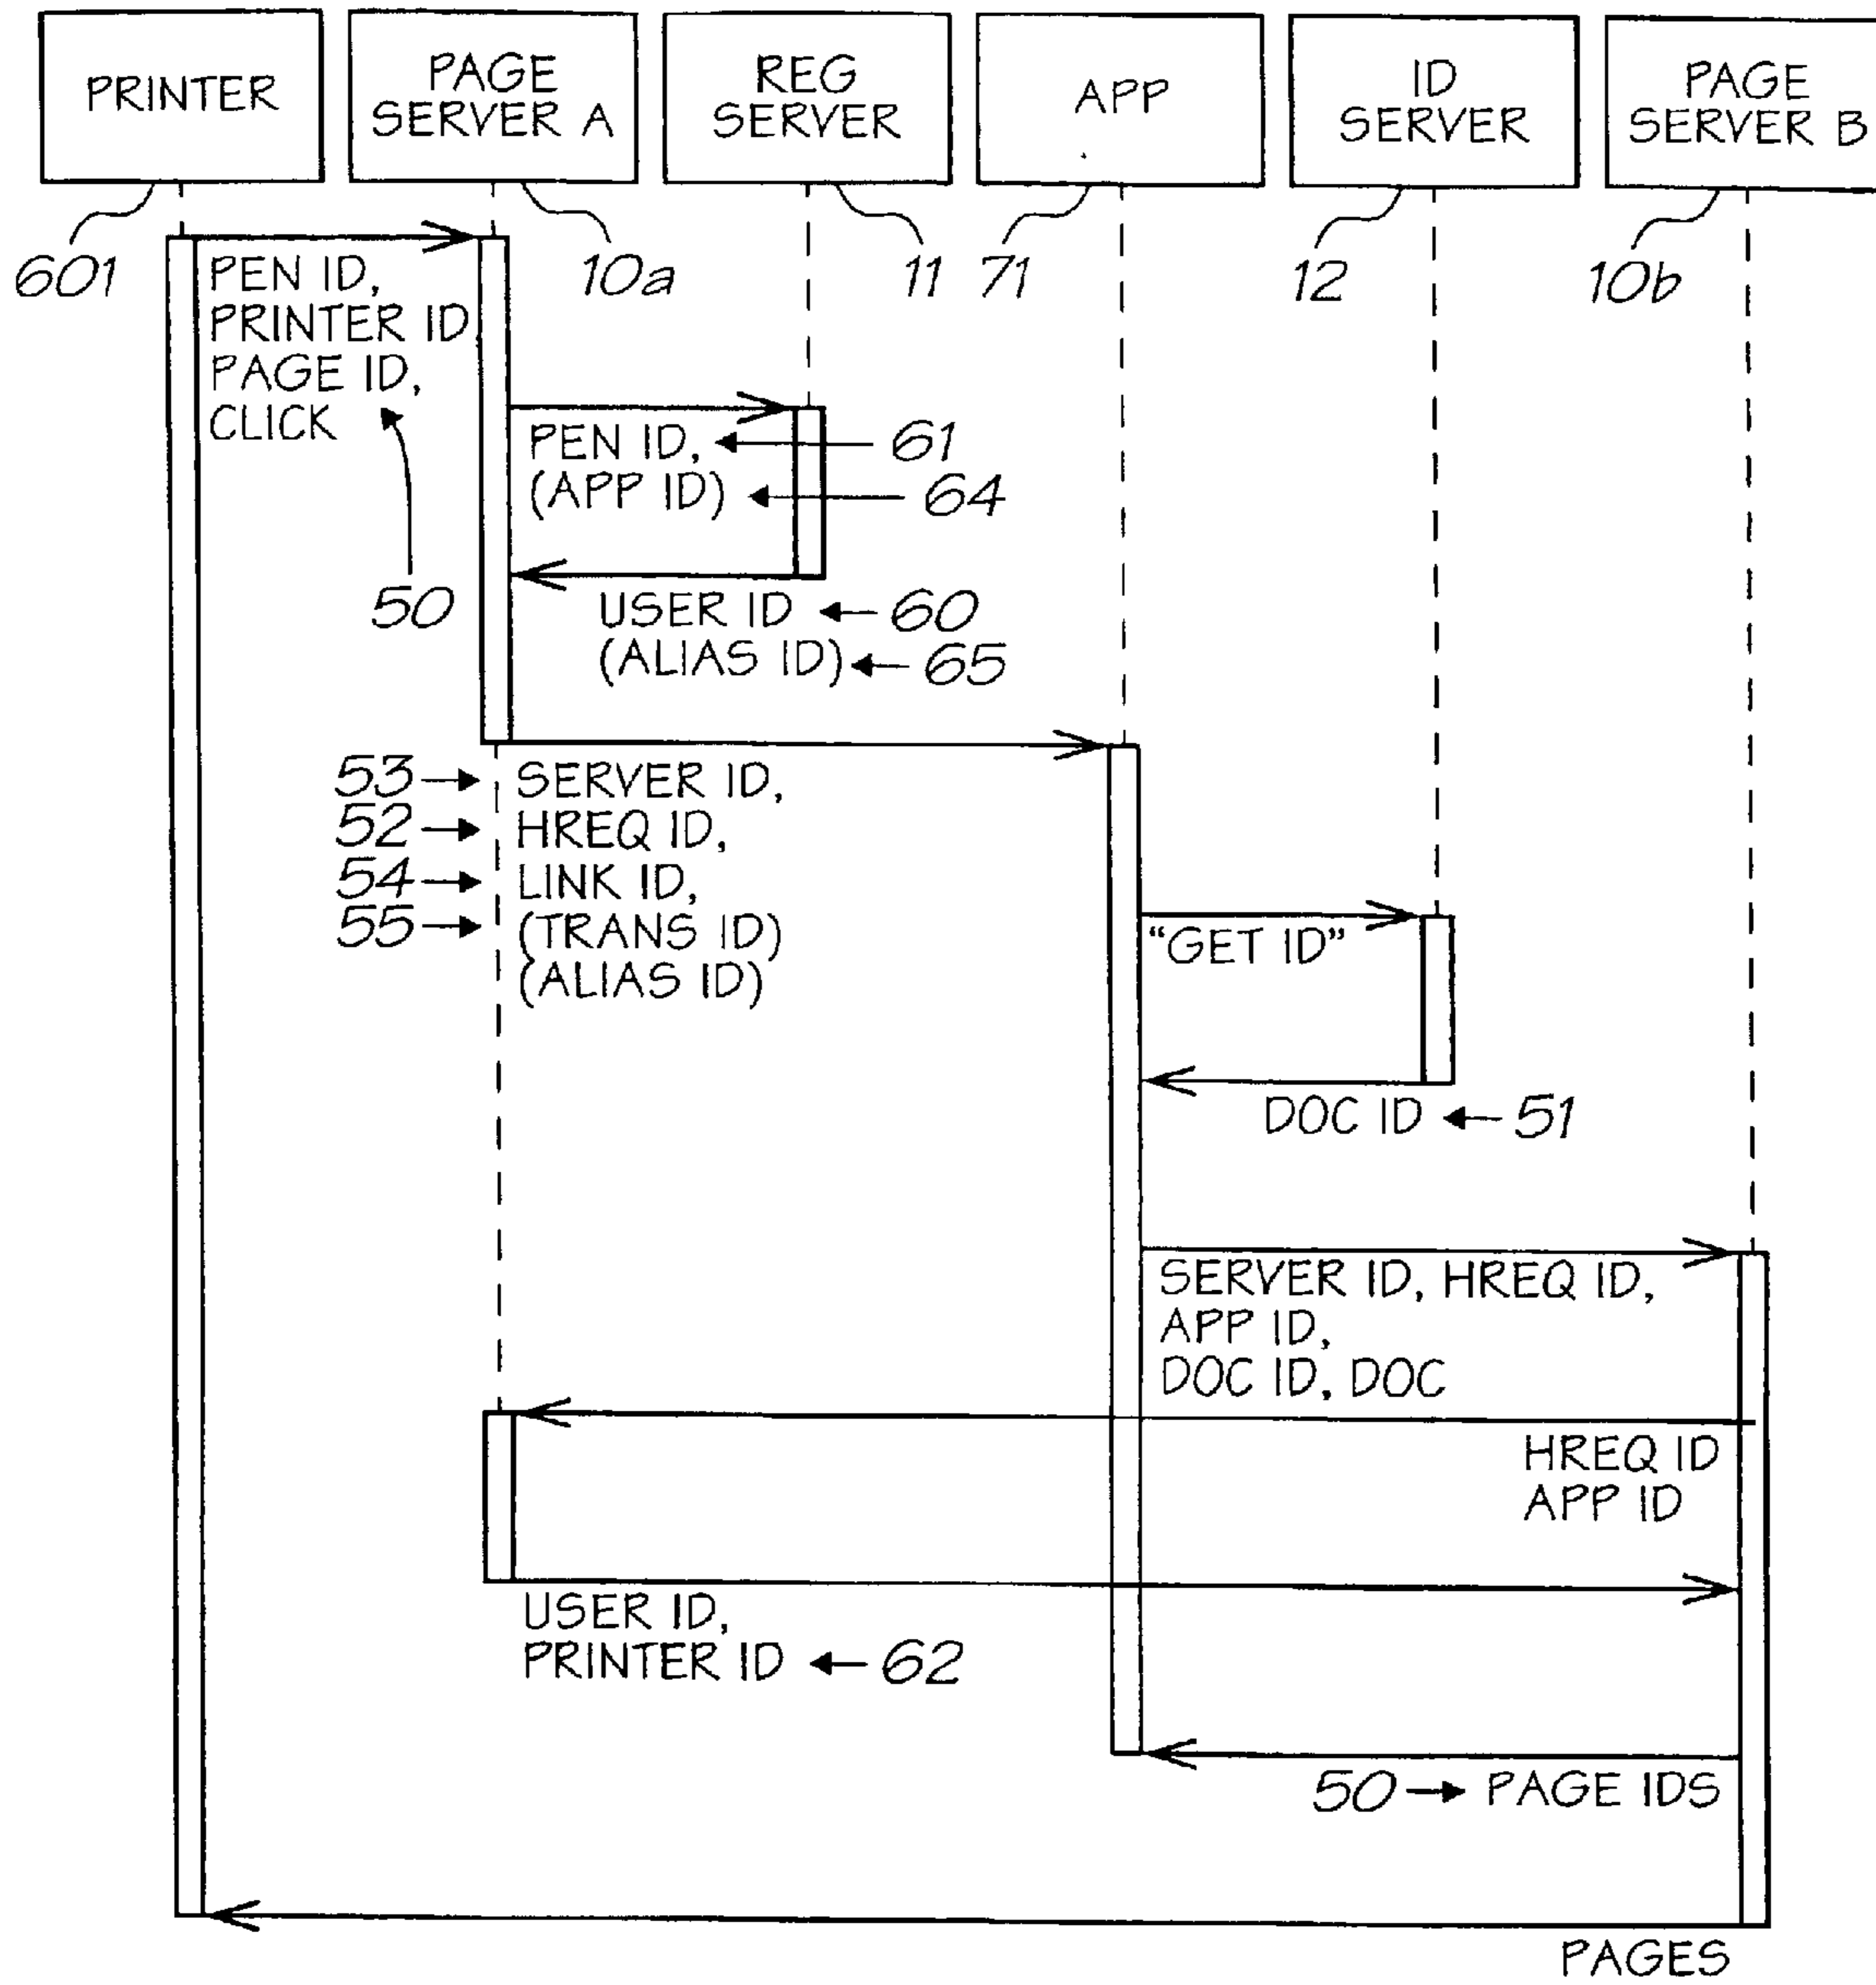 PRINTER
PAGE
SERVER A
REG
SERVER
APP
ID
SERVER
PAGE
SERVER B
601
10a
11
71
12
10b
PEN ID,
PRINTER ID
PAGE ID,
CLICK
50
PEN ID,
61
(APP ID)
64
USER ID
60
(ALIAS ID)
65
53
SERVER ID,
52
HREQ ID,
54
LINK ID,
55
(TRANS ID)
(ALIAS ID)
"GET ID"
DOC ID
51
SERVER ID, HREQ ID,
APP ID,
DOC ID, DOC
HREQ ID
APP ID
USER ID,
PRINTER ID
62
50
PAGE IDS
PAGES